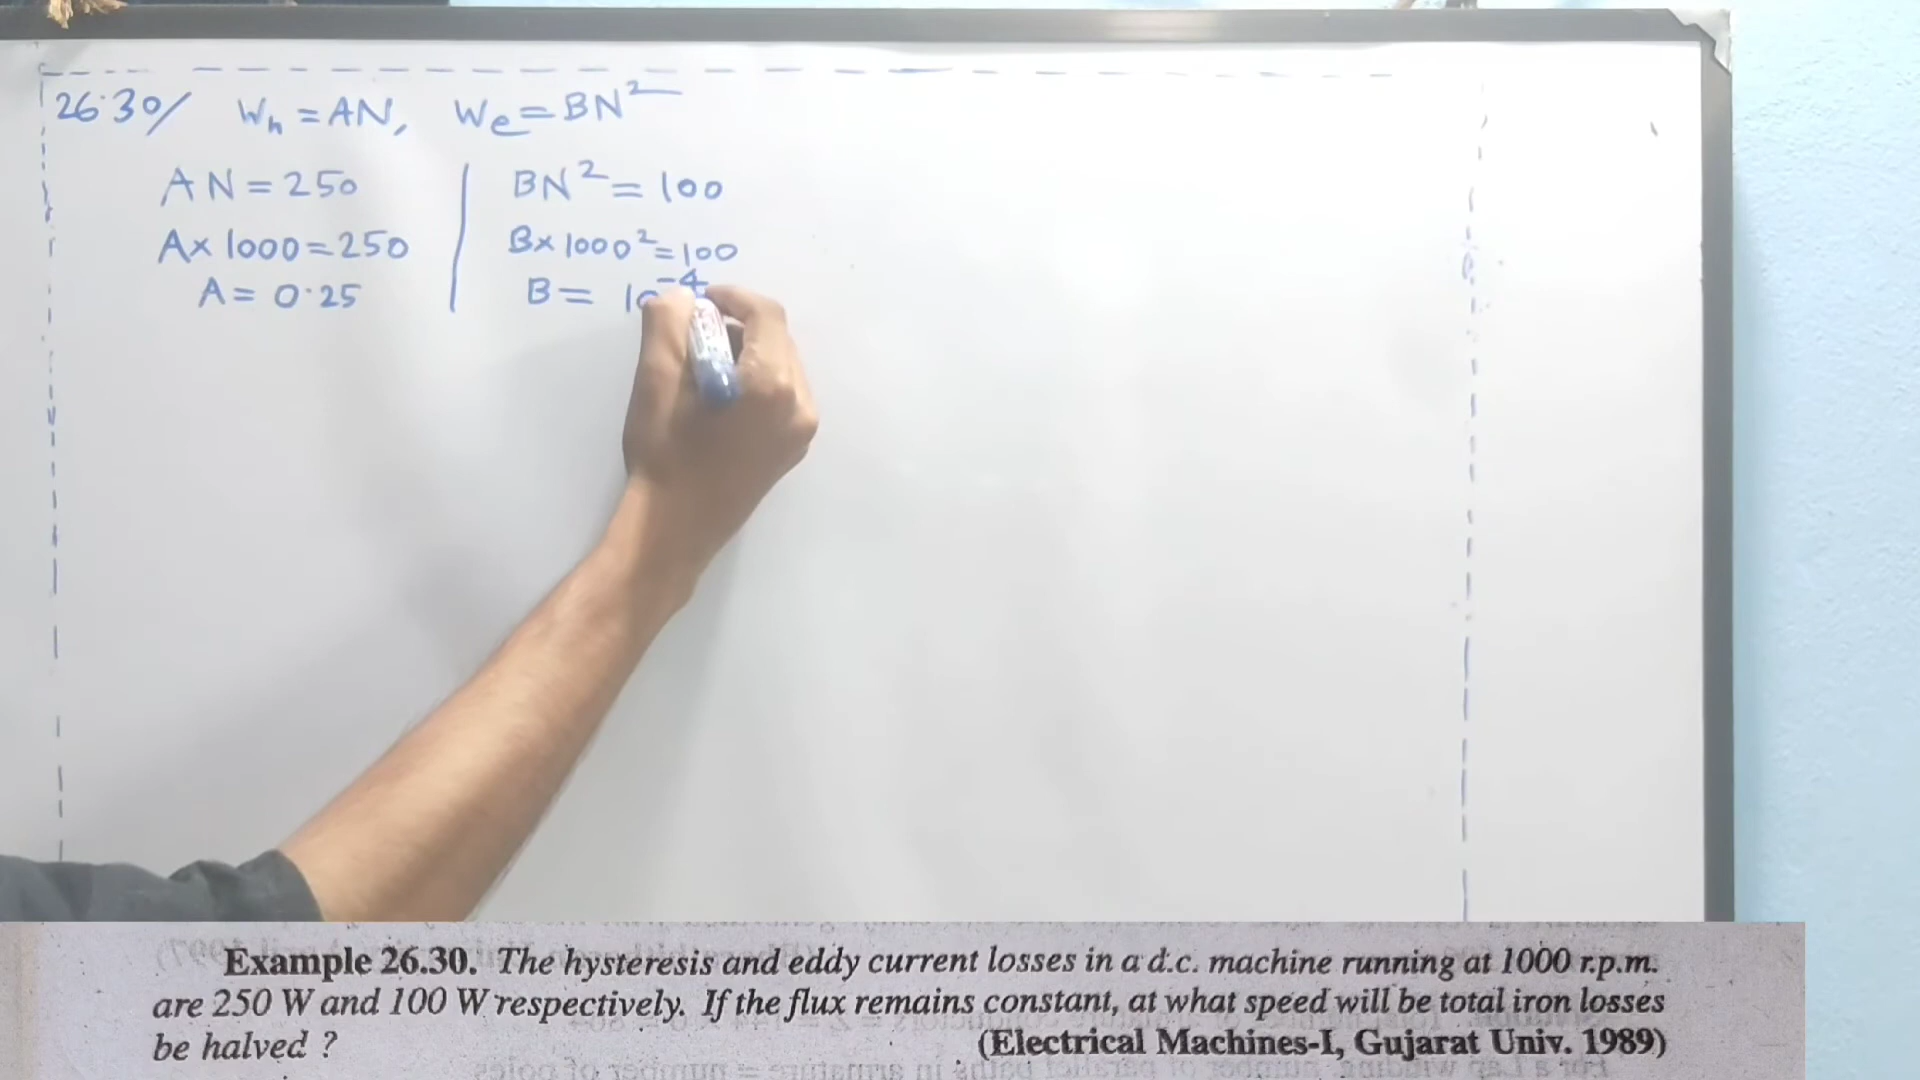 26.30/ Wh = AN, We = BN²
AN = 250
A x 1000 = 250
A = 0.25
BN² = 100
B x 1000² = 100
B = 10⁻⁴
Example 26.30. The hysteresis and eddy current losses in a d.c. machine running at 1000 r.p.m.
are 250 W and 100 W respectively. If the flux remains constant, at what speed will be total iron losses
be halved ?
(Electrical Machines-I, Gujarat Univ. 1989)